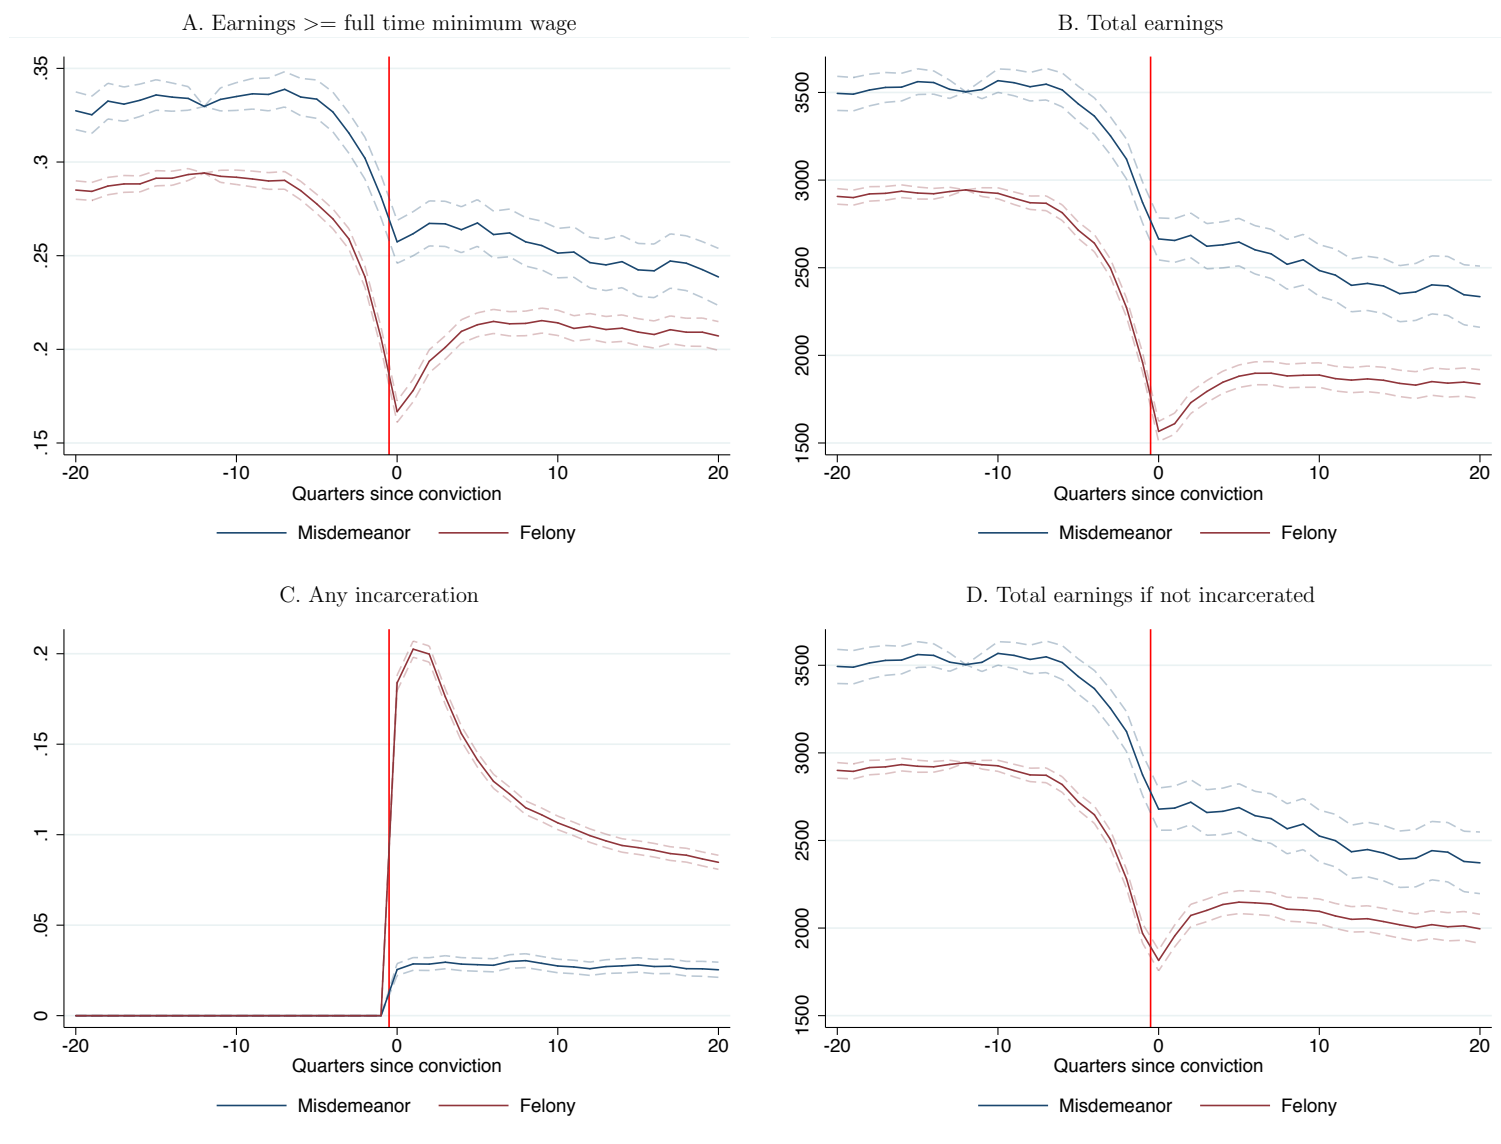 A. Earnings >= full time minimum wage
.35
.3
.25
.2
.15
-20 -10 0 10 20
Quarters since conviction
Misdemeanor Felony
B. Total earnings
3500
3000
2500
2000
1500
-20 -10 0 10 20
Quarters since conviction
Misdemeanor Felony
C. Any incarceration
.2
.15
.1
.05
0
-20 -10 0 10 20
Quarters since conviction
Misdemeanor Felony
D. Total earnings if not incarcerated
3500
3000
2500
2000
1500
-20 -10 0 10 20
Quarters since conviction
Misdemeanor Felony